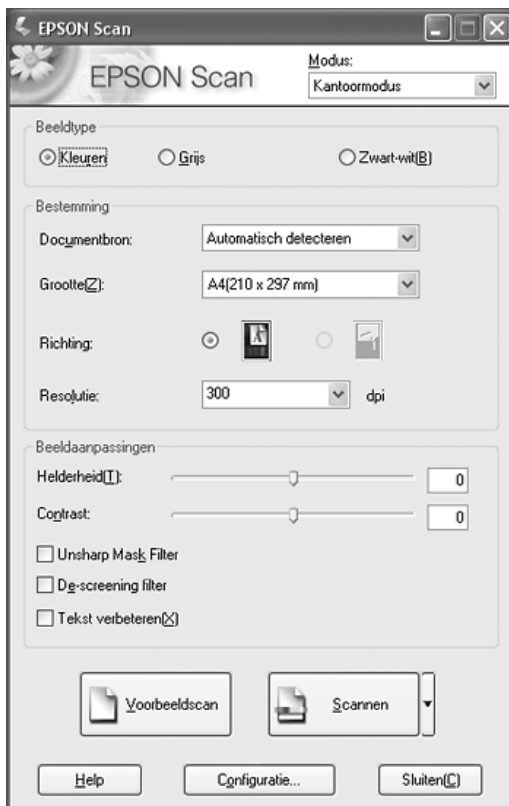 EPSON Scan
EPSON Scan
Modus:
Kantoormodus
Beeldtype
Kleuren
Grijs
Zwart-wit(B)
Bestemming
Documentbron:
Automatisch detecteren
Grootte(Z):
A4(210 x 297 mm)
Richting:
A
Resolutie:
300
dpi
Beeldaanpassingen
Helderheid(T):
0
Contrast:
0
Unsharp Mask Filter
De-screening filter
Tekst verbeteren(X)
Voorbeeldscan
Scannen
Help
Configuratie...
Sluiten(C)